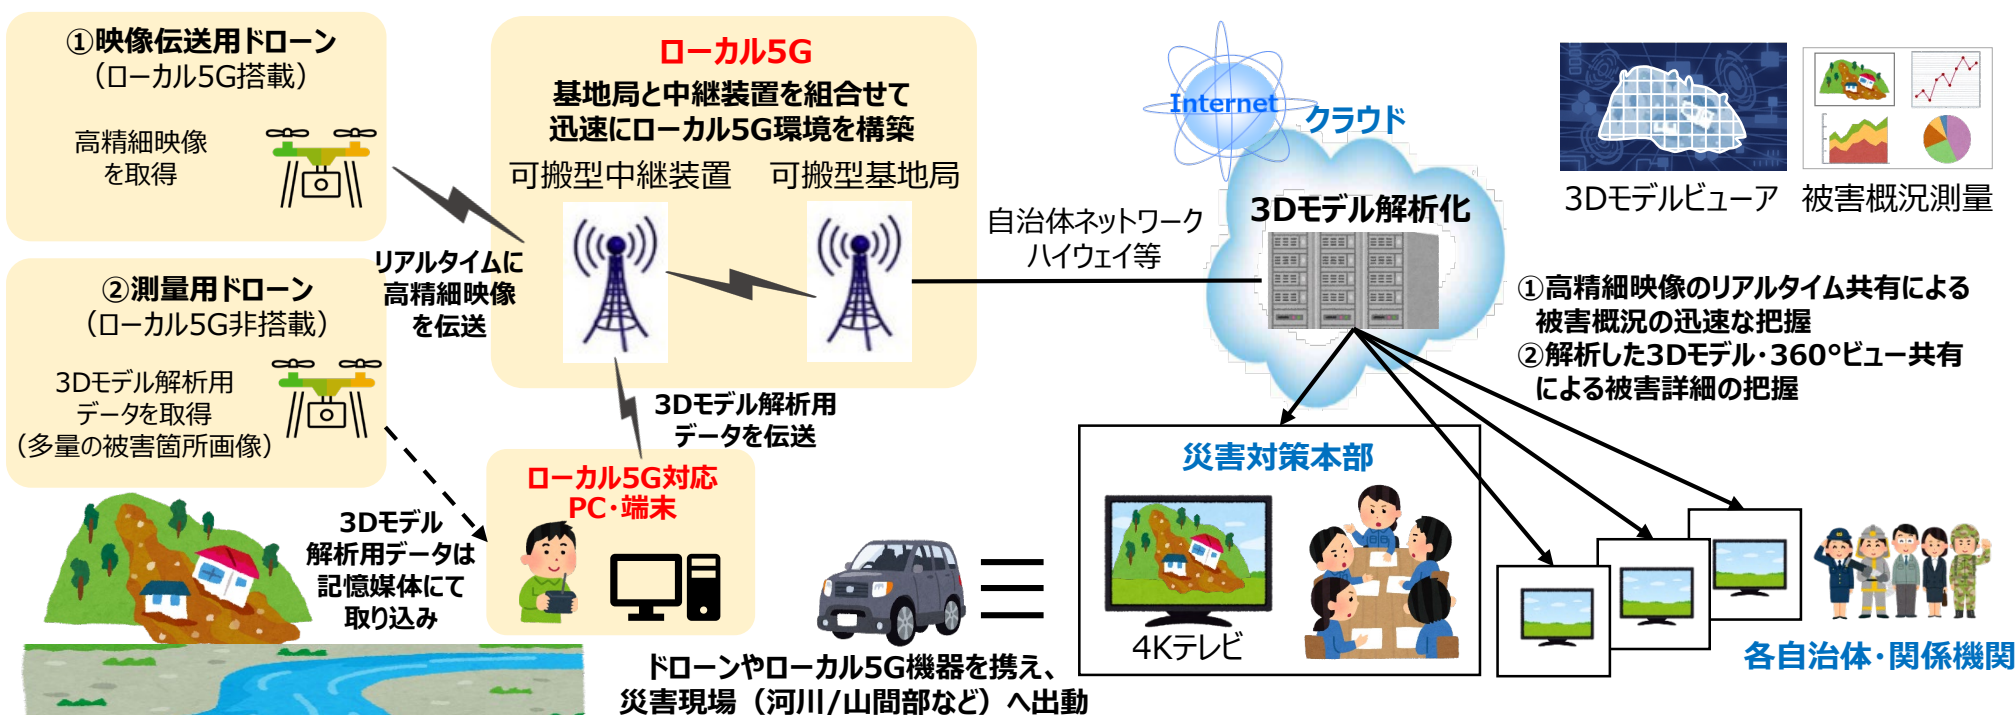 ①映像伝送用ドローン
（ローカル5G搭載）
高精細映像
を取得
②測量用ドローン
（ローカル5G非搭載）
3Dモデル解析用
データを取得
（多量の被害箇所画像）
リアルタイムに
高精細映像
を伝送
ローカル5G
基地局と中継装置を組合せて
迅速にローカル5G環境を構築
可搬型中継装置
可搬型基地局
3Dモデル解析用
データを伝送
3Dモデル
解析用データは
記憶媒体にて
取り込み
ローカル5G対応
PC・端末
ドローンやローカル5G機器を携え、
災害現場（河川/山間部など）へ出動
自治体ネットワーク
ハイウェイ等
Internet
クラウド
3Dモデル解析化
3Dモデルビューア
被害概況測量
①高精細映像のリアルタイム共有による
被害概況の迅速な把握
②解析した3Dモデル・360°ビュー共有
による被害詳細の把握
災害対策本部
4Kテレビ
各自治体・関係機関